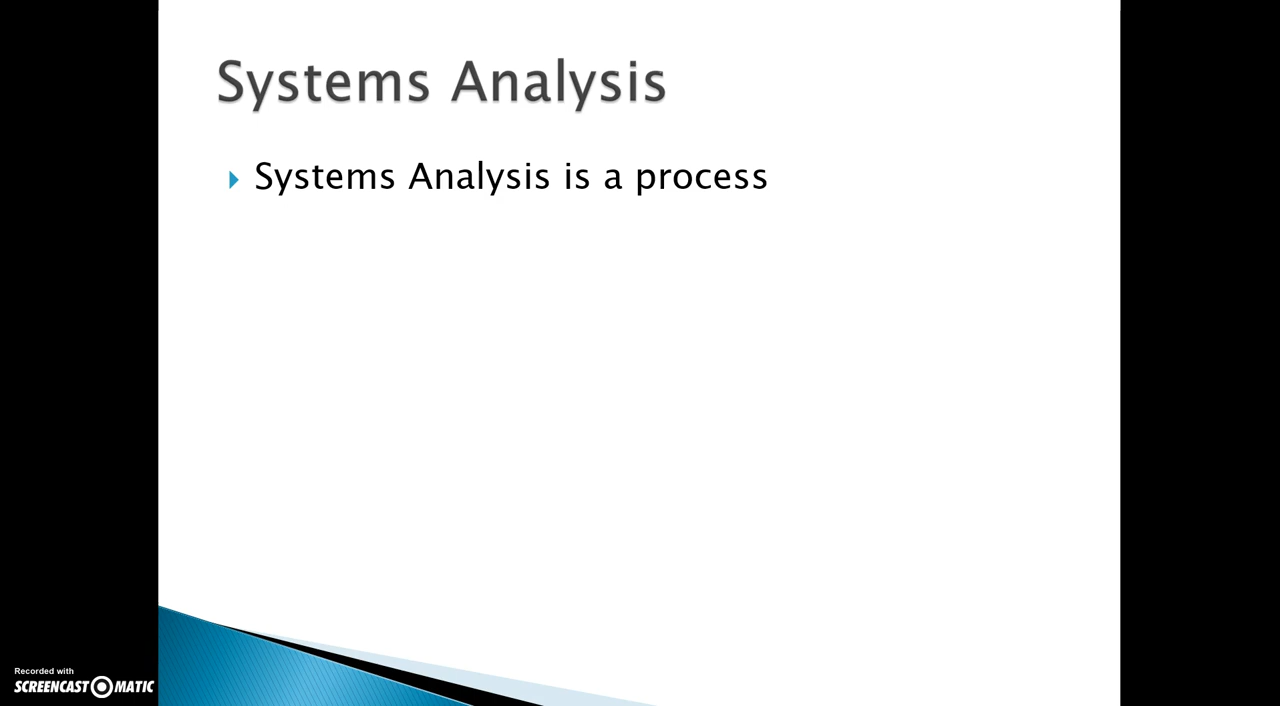 Systems Analysis
Systems Analysis is a process
Recorded with
SCREENCAST MATIC